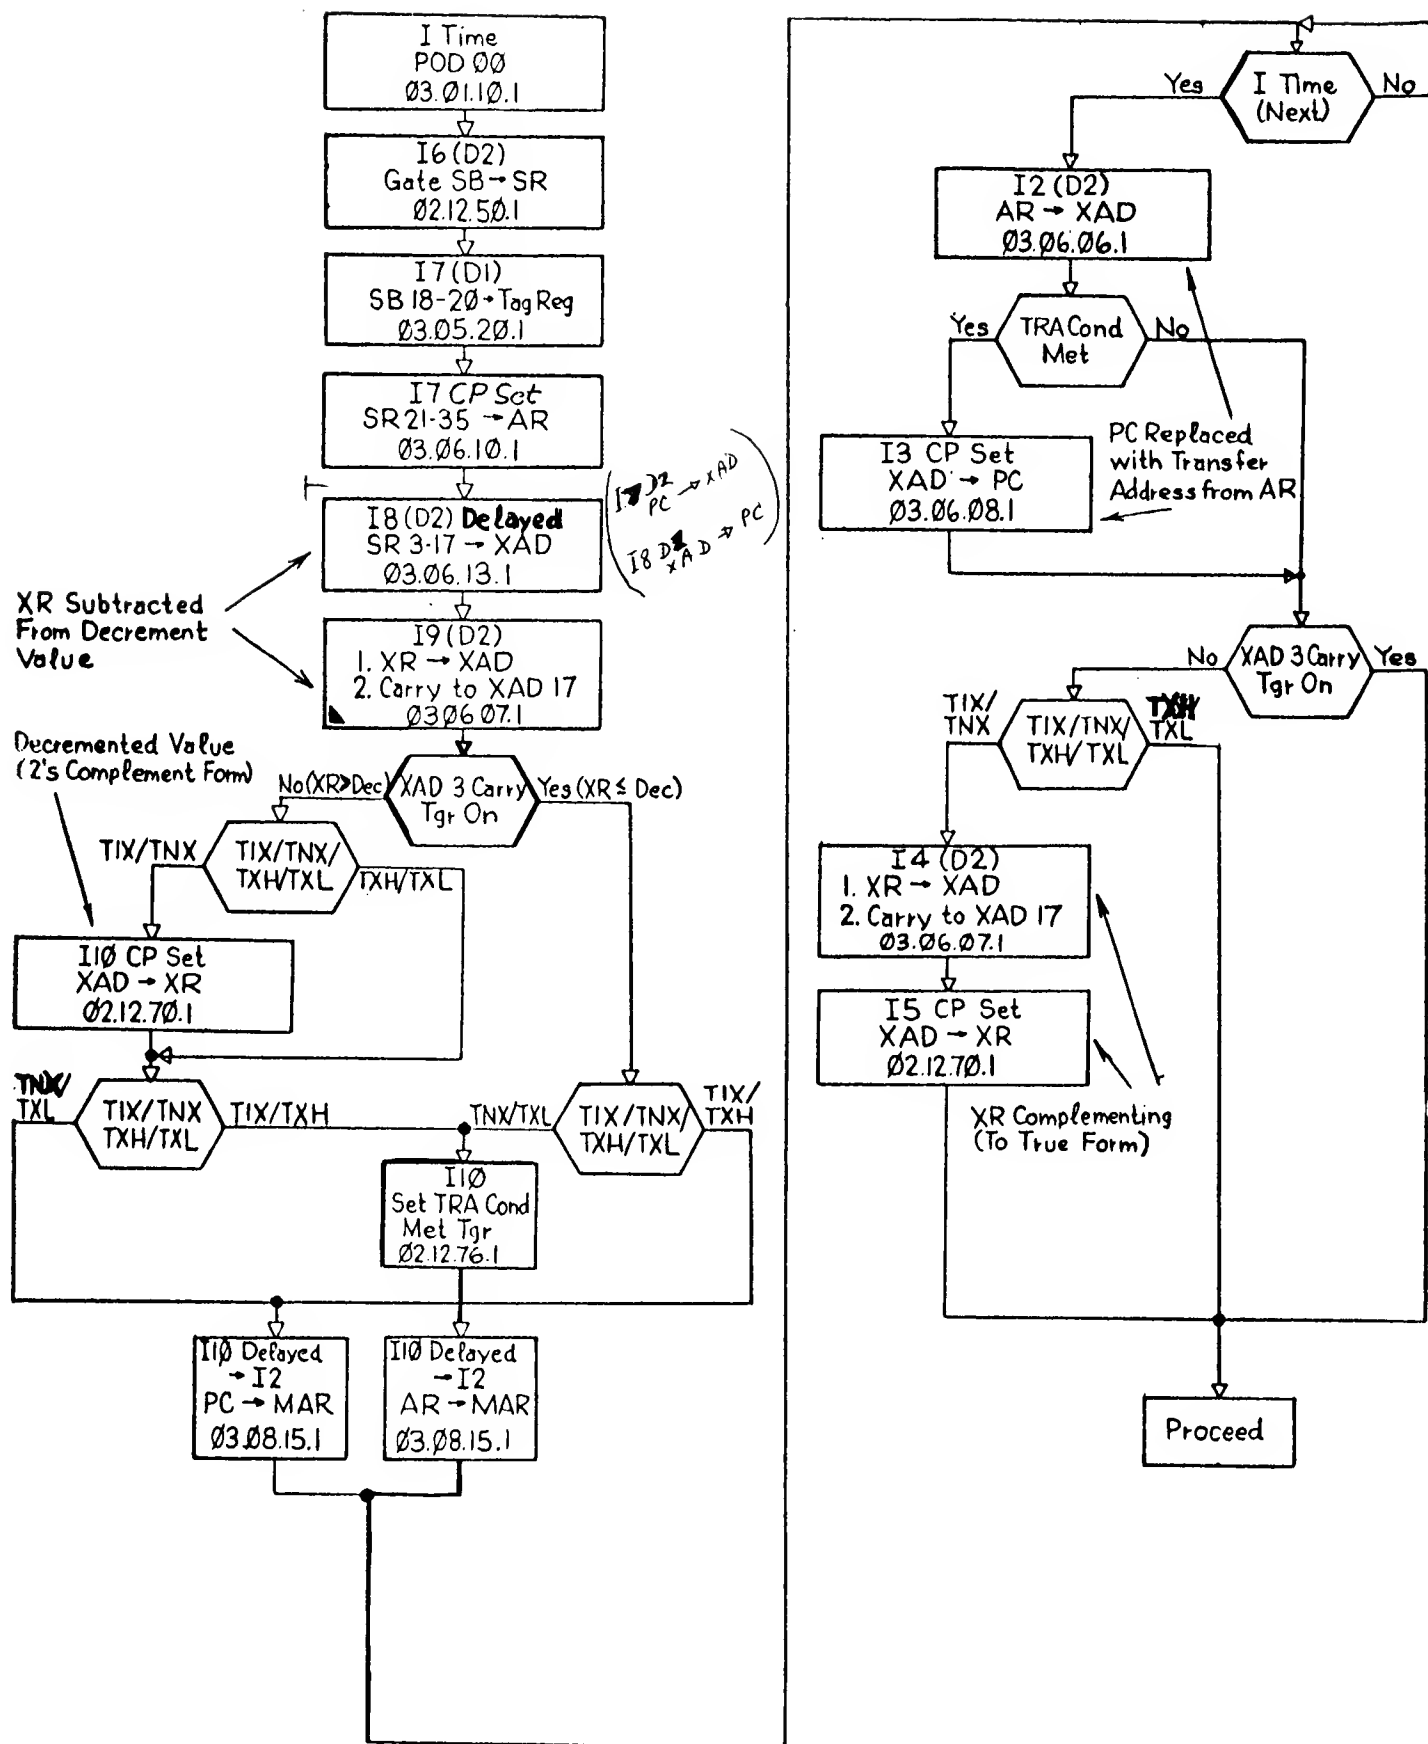 I Time
PØD ØØ
Ø3.Ø1.1Ø.1
I6 (D2)
Gate SB → SR
Ø2.12.5Ø.1
I7 (D1)
SB 18-2Ø → Tag Reg
Ø3.Ø5.2Ø.1
I7 CP Set
SR 21-35 → AR
Ø3.Ø6.1Ø.1
I8 (D2) Delayed
SR 3-17 → XAD
Ø3.Ø6.13.1
D2
PC → XAD
I8 D
XAD → PC
XR Subtracted
From Decrement
Value
I9 (D2)
1. XR → XAD
2. Carry to XAD 17
Ø3Ø6 Ø7.1
Decremented Value
(2's Complement Form)
No (XR>Dec)
XAD 3 Carry
Tgr On
Yes (XR ≤ Dec)
TIX/TNX
TIX/TNX/
TXH/TXL
TXH/TXL
I1Ø CP Set
XAD → XR
Ø2.12.7Ø.1
TNX/
TXL
TIX/TNX
TXH/TXL
TIX/TXH
TNX/TXL
TIX/TNX/
TXH/TXL
TIX/
TXH
I1Ø
Set TRA Cond
Met Tgr
Ø2.12.76.1
I1Ø Delayed
→ I2
PC → MAR
Ø3.Ø8.15.1
I1Ø Delayed
→ I2
AR → MAR
Ø3.Ø8.15.1
Yes
I Time
(Next)
No
I2 (D2)
AR → XAD
Ø3.Ø6.Ø6.1
Yes
TRA Cond
Met
No
I3 CP Set
XAD → PC
Ø3.Ø6.Ø8.1
PC Replaced
with Transfer
Address from AR
No
XAD 3 Carry
Tgr On
Yes
TIX/
TNX
TIX/TNX/
TXH/TXL
TXH/
TXL
I4 (D2)
1. XR → XAD
2. Carry to XAD 17
Ø3.Ø6.Ø7.1
I5 CP Set
XAD → XR
Ø2.12.7Ø.1
XR Complementing
(To True Form)
Proceed